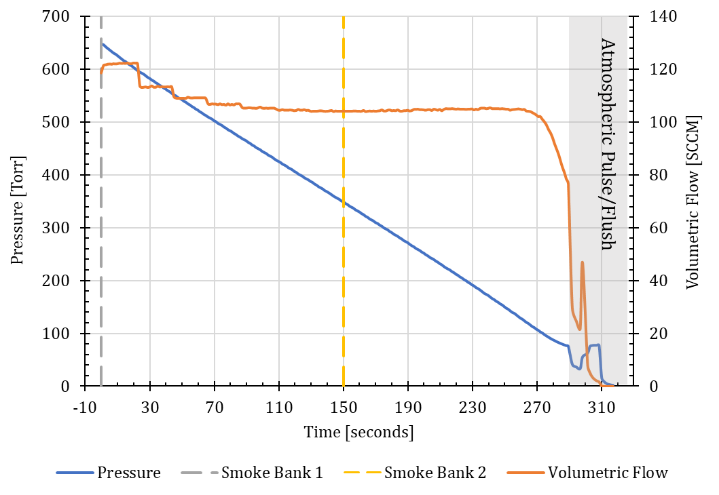 700
600
500
400
300
200
100
0
Pressure [Torr]
140
120
100
80
60
40
20
0
Volumetric Flow [SCCM]
Atmospheric Pulse/Flush
-10 30 70 110 150 190 230 270 310
Time [seconds]
Pressure Smoke Bank 1 Smoke Bank 2 Volumetric Flow